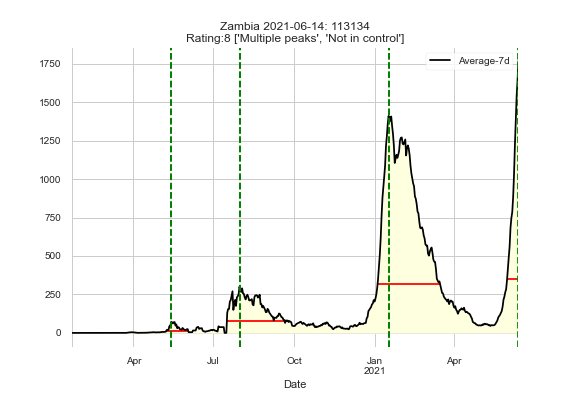 Zambia 2021-06-14: 113134
Rating:8 ['Multiple peaks', 'Not in control']
Average-7d
1750
1500
1250
1000
750
500
250
0
Apr
Jul
Oct
Jan
2021
Apr
Date